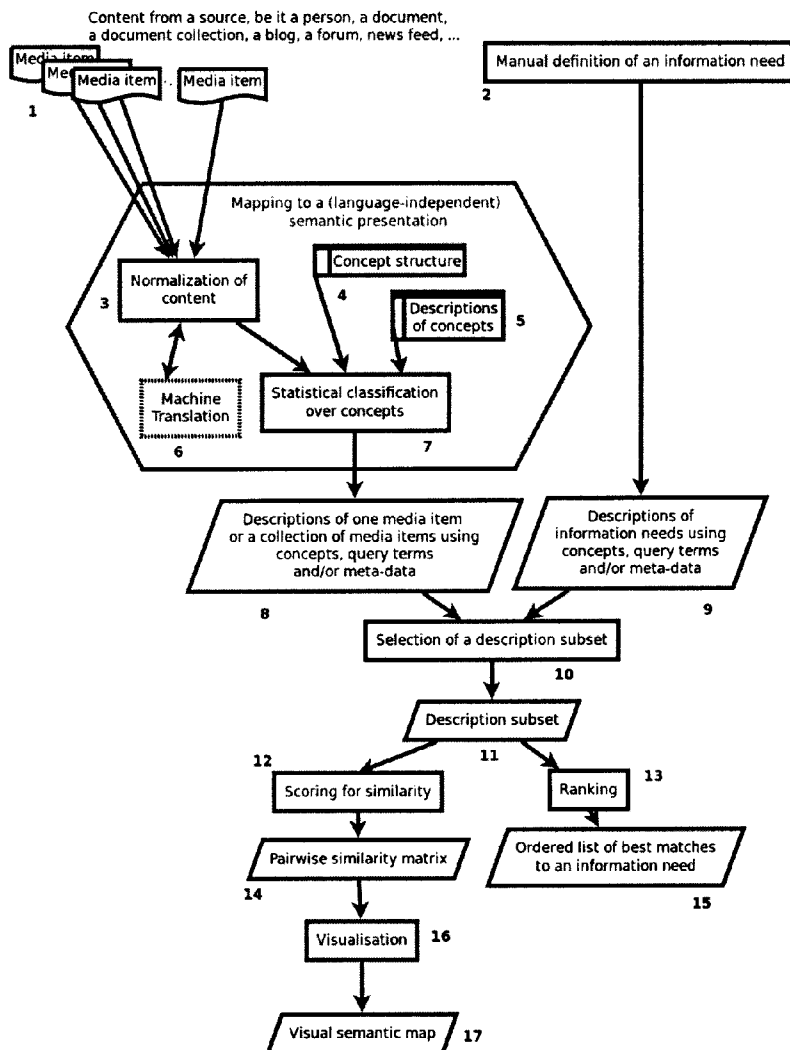 Content from a source, be it a person, a document,
a document collection, a blog, a forum, news feed, ...
Media item
Med
Media item
...
Media item
1
Manual definition of an information need
2
Mapping to a (language-independent)
semantic presentation
Normalization of
content
3
Concept structure
4
Descriptions
of concepts
5
Machine
Translation
6
Statistical classification
over concepts
7
Descriptions of one media item
or a collection of media items using
concepts, query terms
and/or meta-data
8
Descriptions of
information needs using
concepts, query terms
and/or meta-data
9
Selection of a description subset
10
Description subset
11
12
Scoring for similarity
13
Ranking
Pairwise similarity matrix
14
Ordered list of best matches
to an information need
15
Visualisation
16
Visual semantic map
17